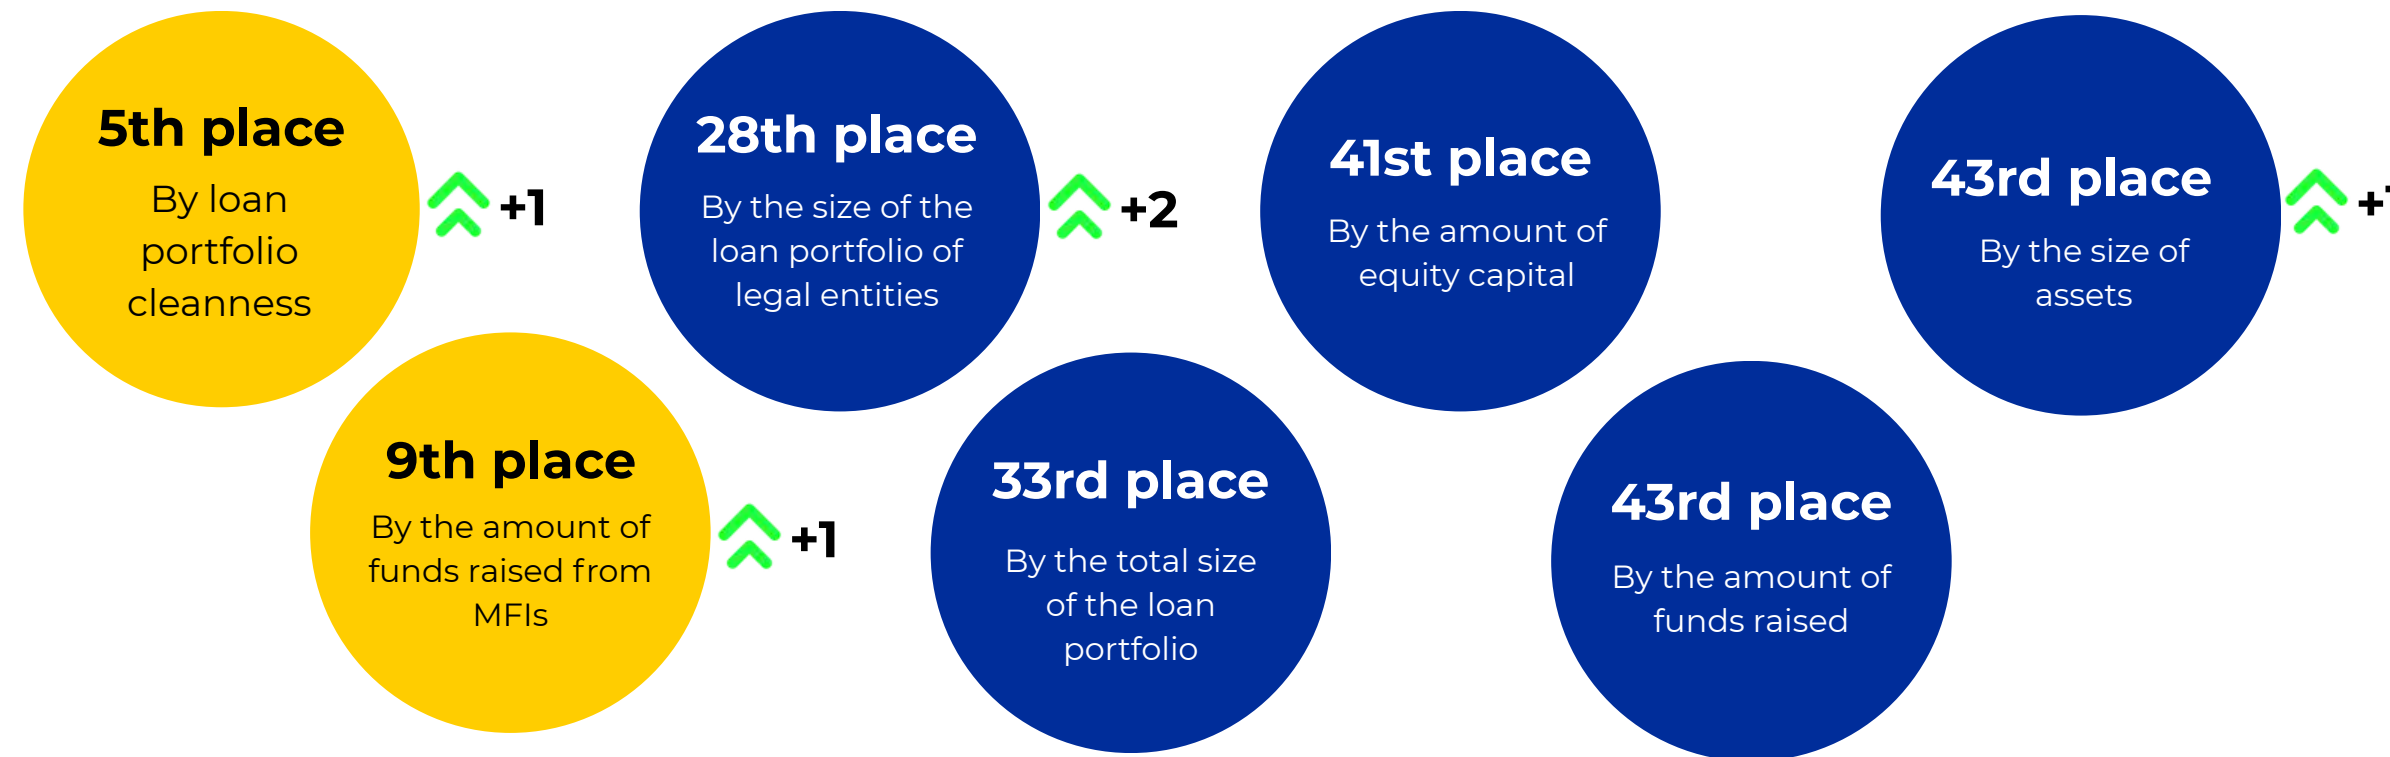 5th place
By loan
portfolio
cleanness
+1
28th place
By the size of the
loan portfolio of
legal entities
+2
41st place
By the amount of
equity capital
43rd place
By the size of
assets
9th place
By the amount of
funds raised from
MFIs
+1
33rd place
By the total size
of the loan
portfolio
43rd place
By the amount of
funds raised